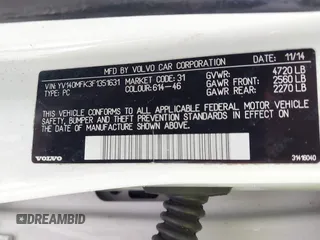 MFD BY VOLVO CAR CORPORATION 11/14
VIN: YV140MFK3F1351631
TYPE: PC
MARKET CODE: 31
COLOUR: 614-46
GVWR: 4720 LB
GAWR FRONT: 2560 LB
GAWR REAR: 2270 LB
THIS VEHICLE CONFORMS TO ALL APPLICABLE FEDERAL MOTOR VEHICLE
SAFETY, BUMPER AND THEFT PREVENTION STANDARDS IN EFFECT ON THE
DATE OF MANUFACTURE SHOWN ABOVE.
VOLVO
31416040
DREAMBID